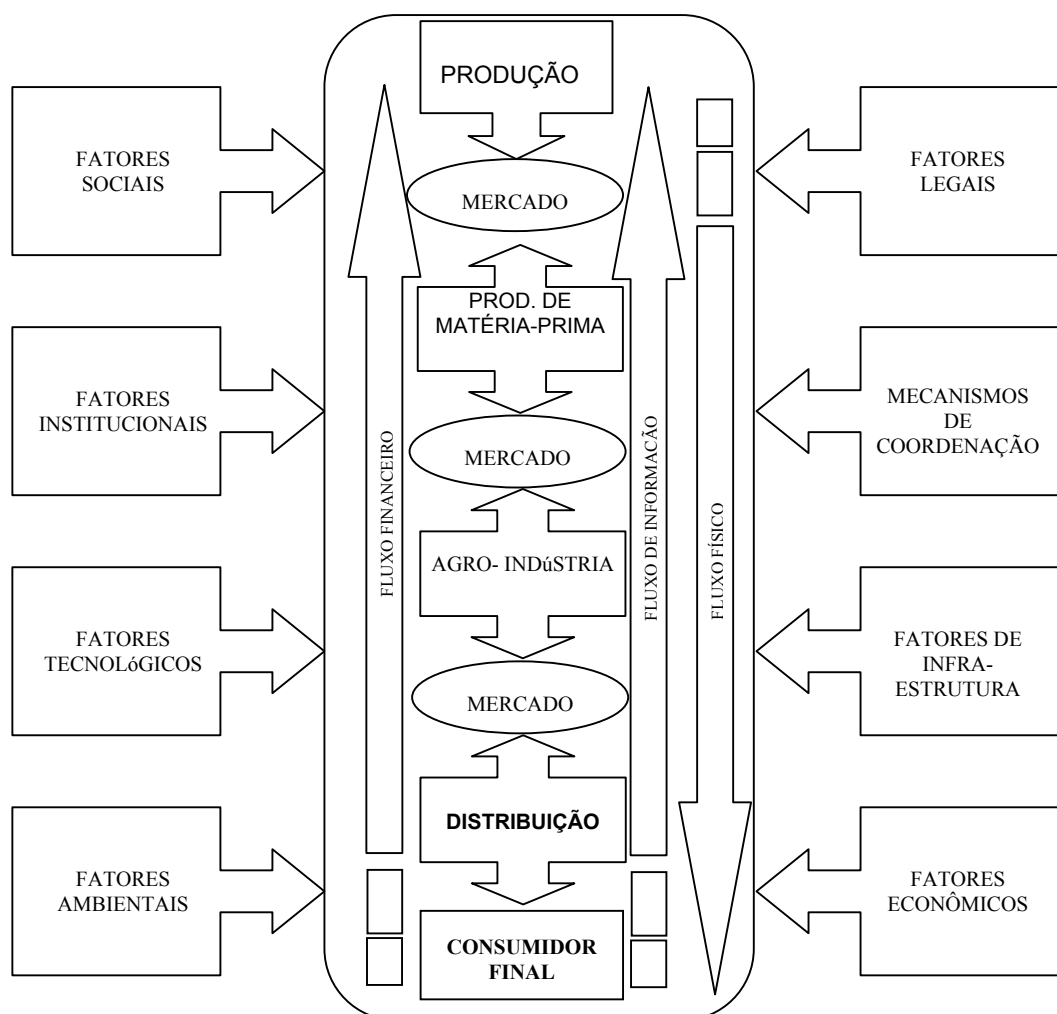 PRODUÇÃO
FATORES
SOCIAIS
MERCADO
FATORES
LEGAIS
PROD. DE
MATÉRIA-PRIMA
FATORES
INSTITUCIONAIS
MERCADO
MECANISMOS
DE
COORDENAÇÃO
FLUXO FINANCEIRO
FLUXO DE INFORMAÇÃO
FLUXO FÍSICO
AGRO- INDúSTRIA
FATORES
TECNOLóGICOS
MERCADO
FATORES DE
INFRA-
ESTRUTURA
DISTRIBUIÇÃO
FATORES
AMBIENTAIS
CONSUMIDOR
FINAL
FATORES
ECONÔMICOS